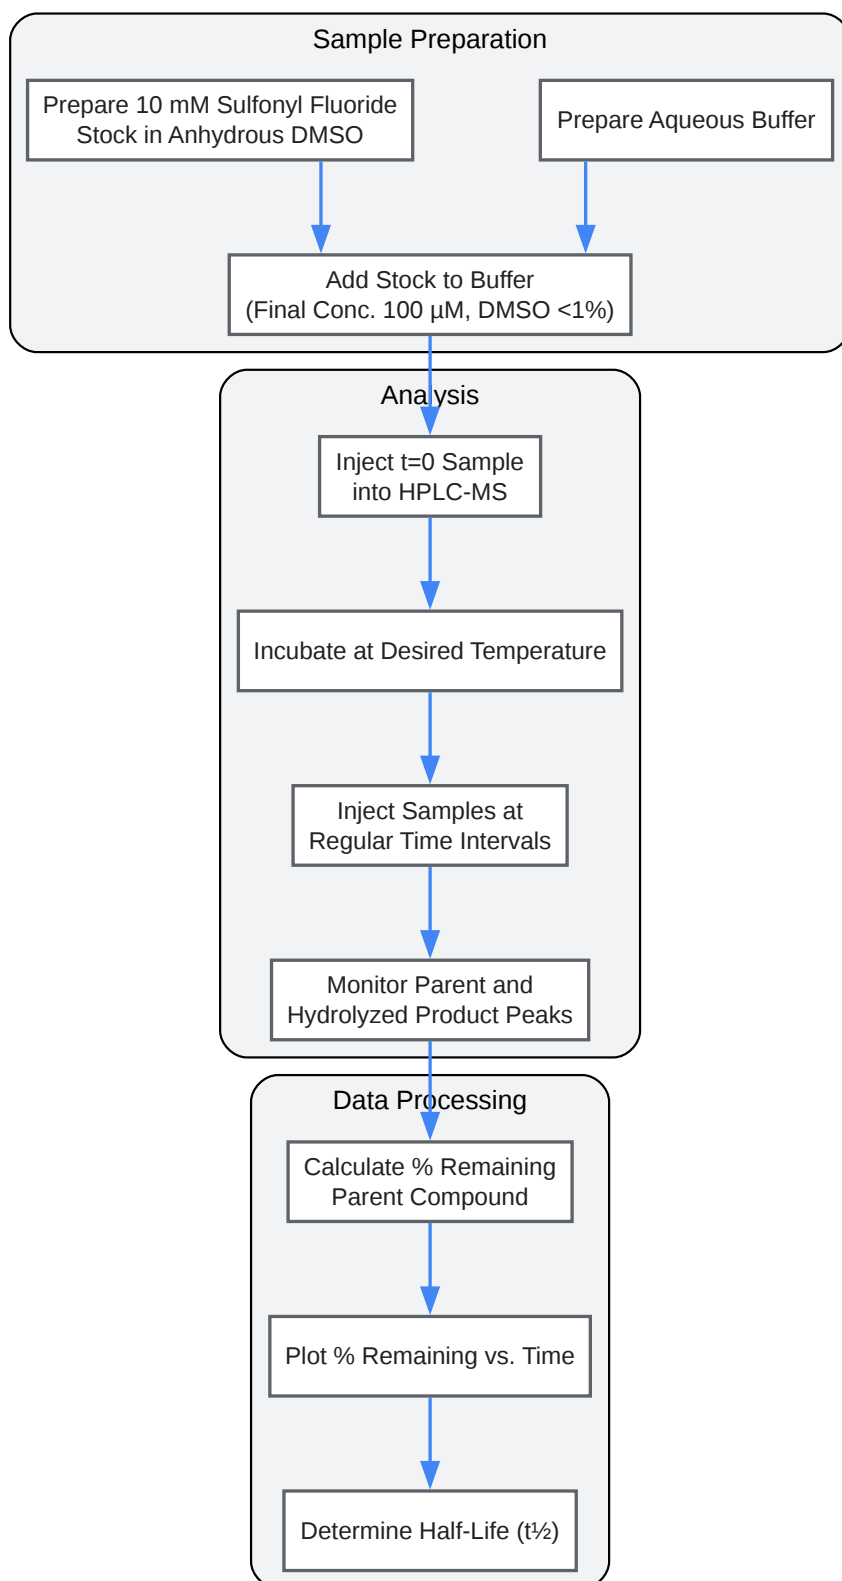 Sample Preparation
Prepare 10 mM Sulfonyl Fluoride
Stock in Anhydrous DMSO
Prepare Aqueous Buffer
Add Stock to Buffer
(Final Conc. 100 µM, DMSO <1%)
Analysis
Inject t=0 Sample
into HPLC-MS
Incubate at Desired Temperature
Inject Samples at
Regular Time Intervals
Monitor Parent and
Hydrolyzed Product Peaks
Data Processing
Calculate % Remaining
Parent Compound
Plot % Remaining vs. Time
Determine Half-Life (t½)